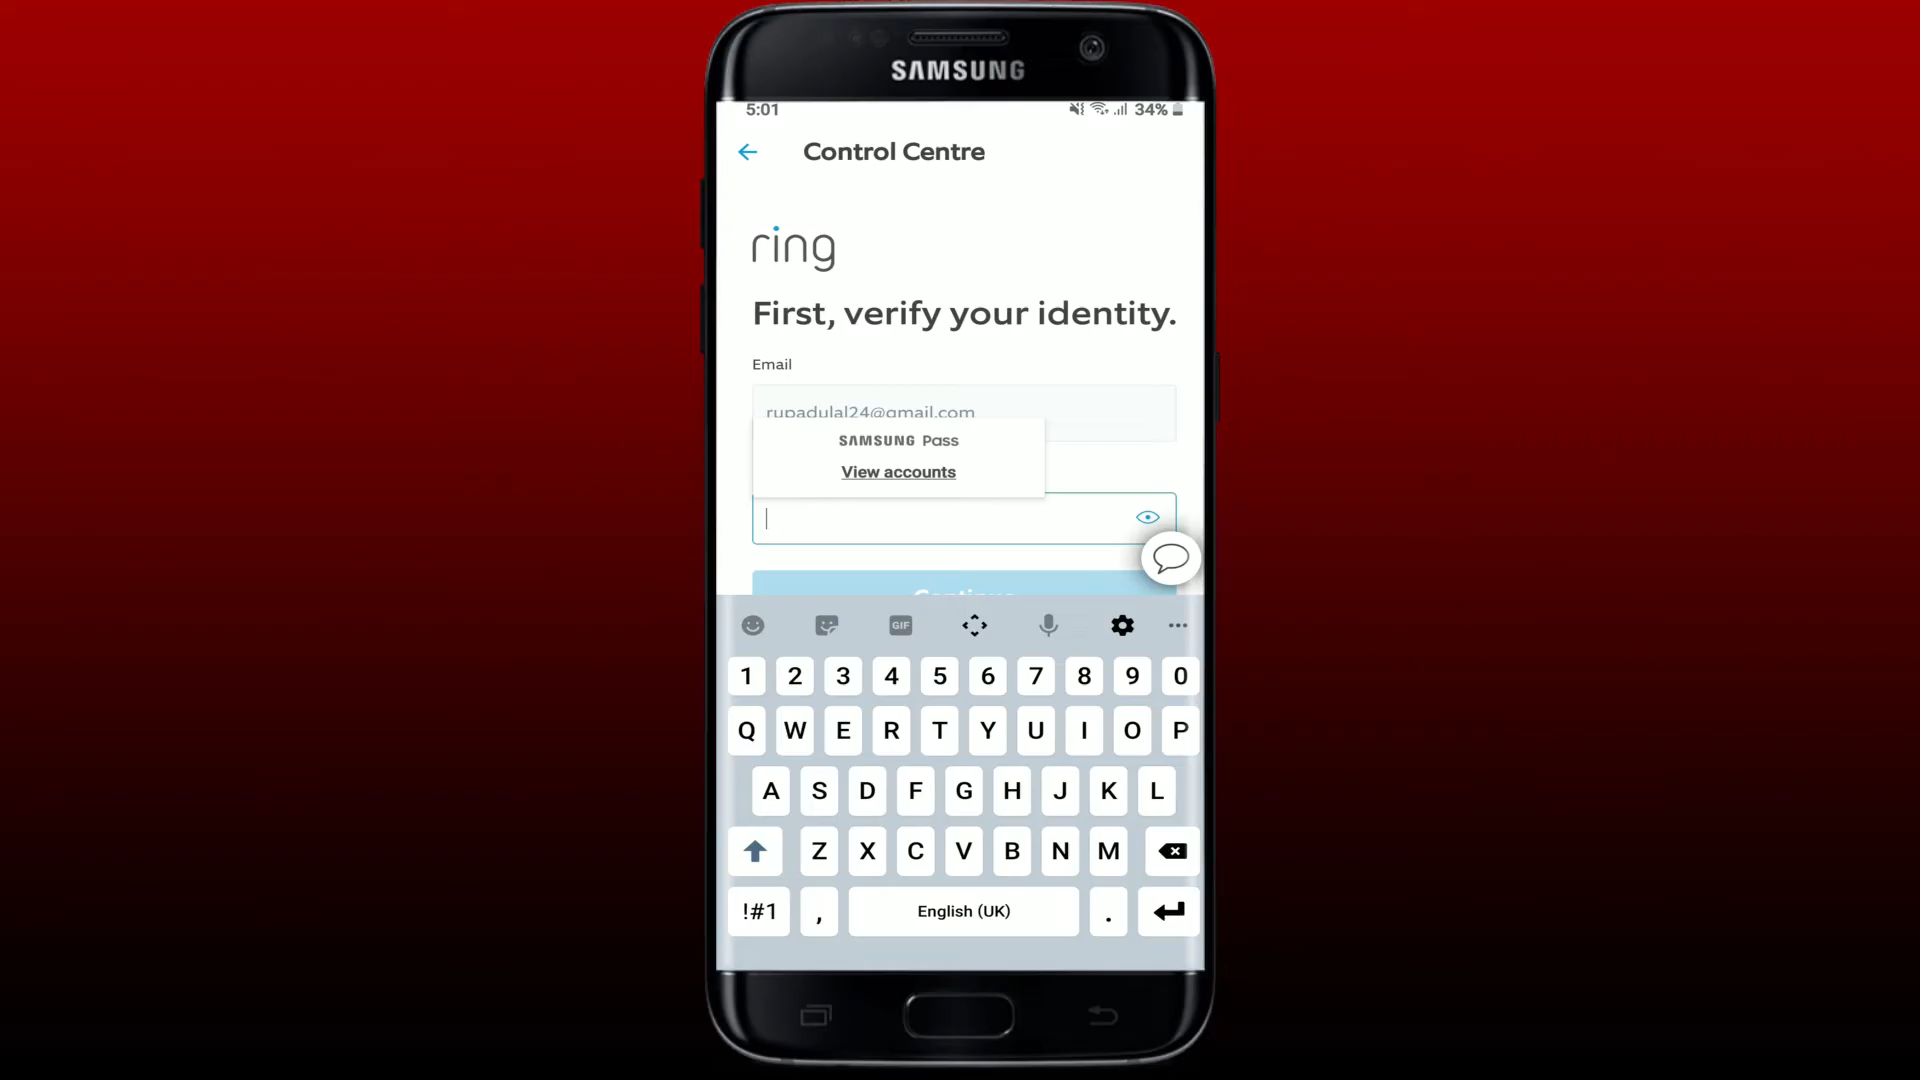 SAMSUNG
5:01
34%
Control Centre
ring
First, verify your identity.
Email
rupadulal24@gmail.com
SAMSUNG Pass
View accounts
Continue
GIF
1 2 3 4 5 6 7 8 9 0
Q W E R T Y U I O P
A S D F G H J K L
Z X C V B N M
!#1 , English (UK) .